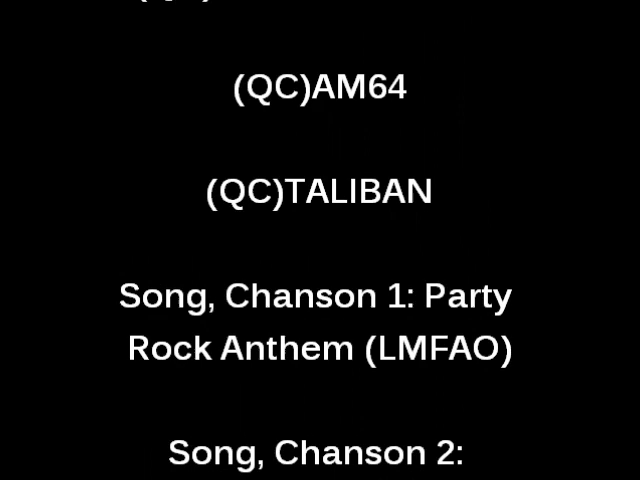 (QC)AM64
(QC)TALIBAN
Song, Chanson 1: Party
Rock Anthem (LMFAO)
Song, Chanson 2: